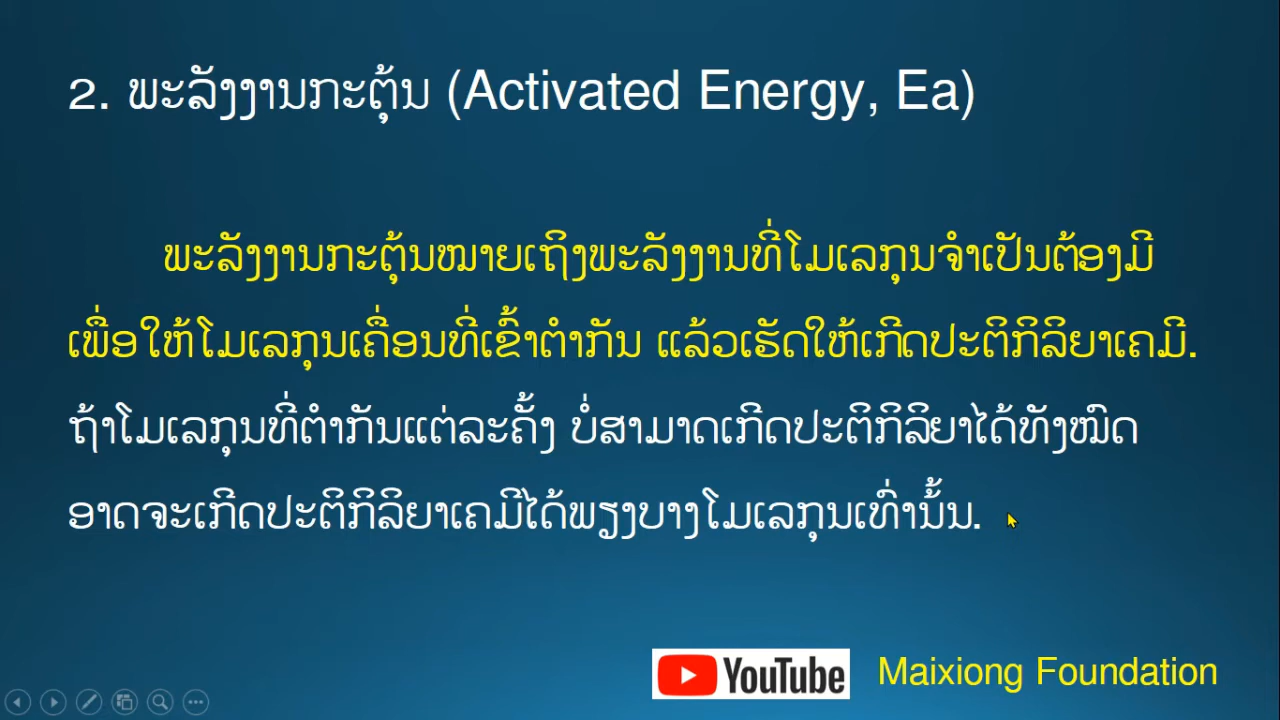 2. ພະລັງງານກະຕຸ້ນ (Activated Energy, Ea)
ພະລັງງານກະຕຸ້ນໝາຍເຖິງພະລັງງານທີ່ໂມເລກຸນຈຳເປັນຕ້ອງມີ
ເພື່ອໃຫ້ໂມເລກຸນເຄື່ອນທີ່ເຂົ້າຕຳກັນ ແລ້ວເຮັດໃຫ້ເກີດປະຕິກິລິຍາເຄມີ.
ຖ້າໂມເລກຸນທີ່ຕຳກັນແຕ່ລະຄັ້ງ ບໍ່ສາມາດເກີດປະຕິກິລິຍາໄດ້ທັງໝົດ
ອາດຈະເກີດປະຕິກິລິຍາເຄມີໄດ້ພຽງບາງໂມເລກຸນເທົ່ານັ້ນ.
YouTube Maixiong Foundation